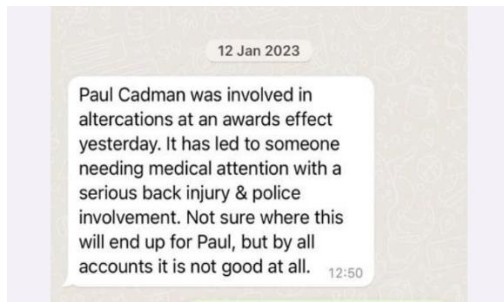 12 Jan 2023
Paul Cadman was involved in
altercations at an awards effect
yesterday. It has led to someone
needing medical attention with a
serious back injury & police
involvement. Not sure where this
will end up for Paul, but by all
accounts it is not good at all. 12:50